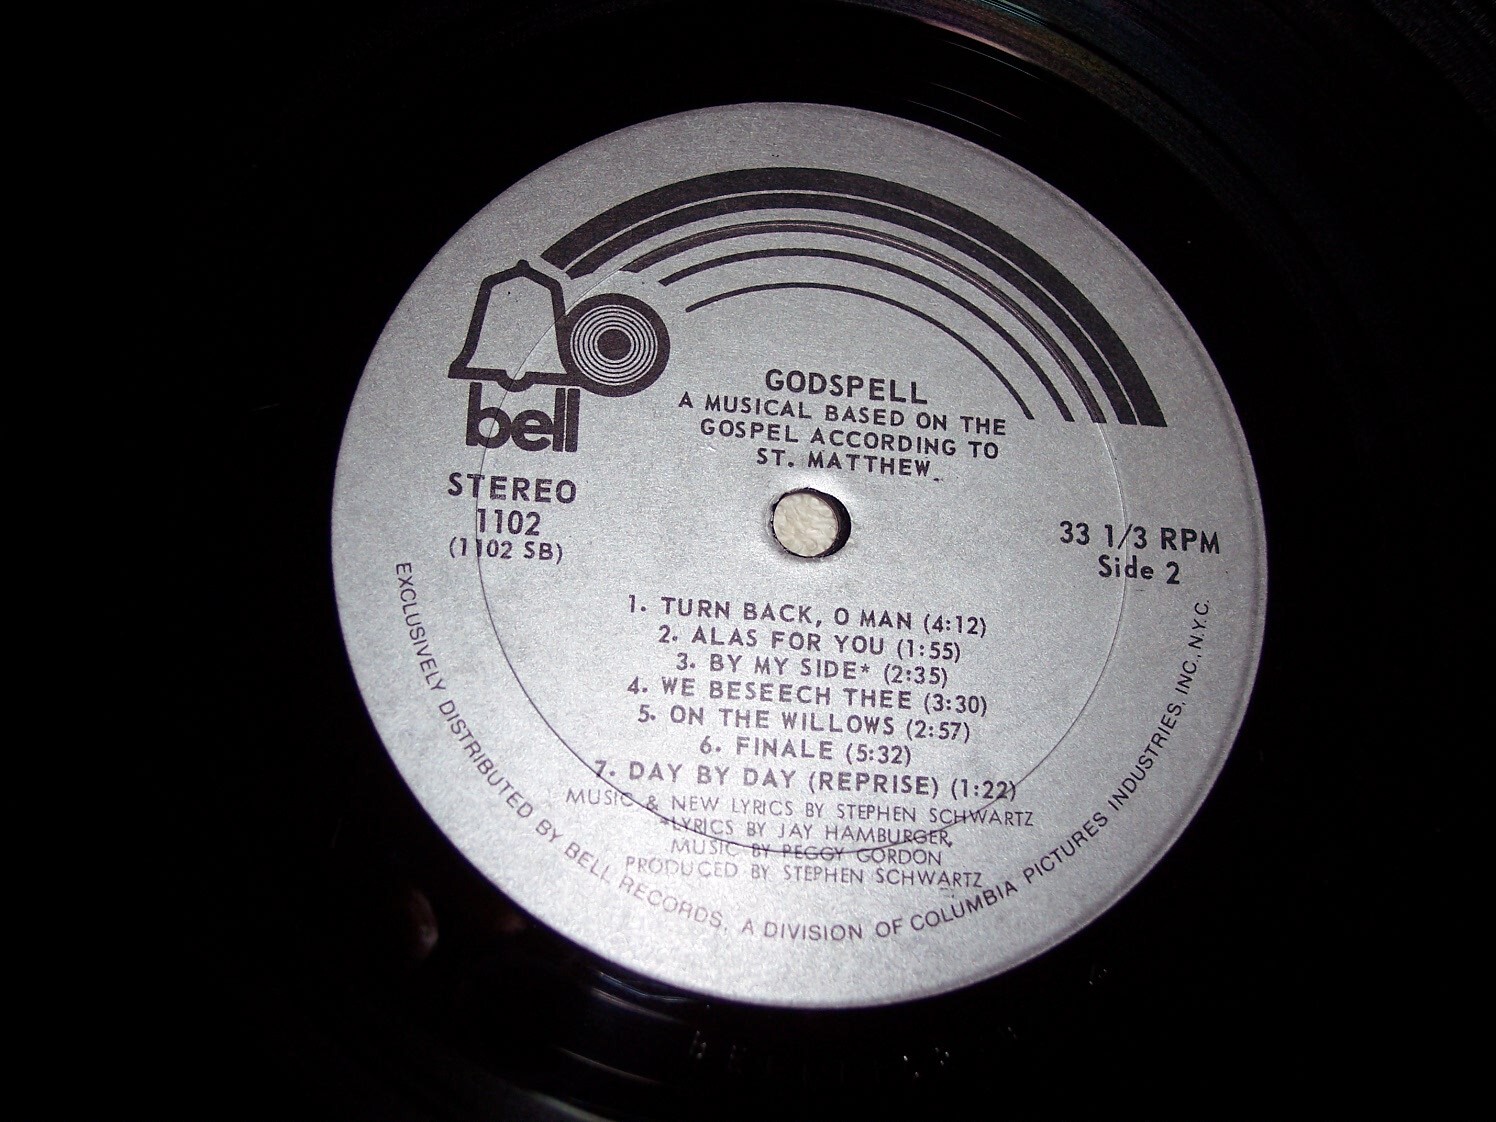 bell
GODSPELL
A MUSICAL BASED ON THE
GOSPEL ACCORDING TO
ST. MATTHEW
STEREO
1102
(1102 SB)
33 1/3 RPM
Side 2
1. TURN BACK, O MAN (4:12)
2. ALAS FOR YOU (1:55)
3. BY MY SIDE* (2:35)
4. WE BESEECH THEE (3:30)
5. ON THE WILLOWS (2:57)
6. FINALE (5:32)
7. DAY BY DAY (REPRISE) (1:22)
MUSIC & NEW LYRICS BY STEPHEN SCHWARTZ
*LYRICS BY JAY HAMBURGER,
MUSIC BY PEGGY GORDON
PRODUCED BY STEPHEN SCHWARTZ
EXCLUSIVELY DISTRIBUTED BY BELL RECORDS, A DIVISION OF COLUMBIA PICTURES INDUSTRIES, INC., N.Y.C.